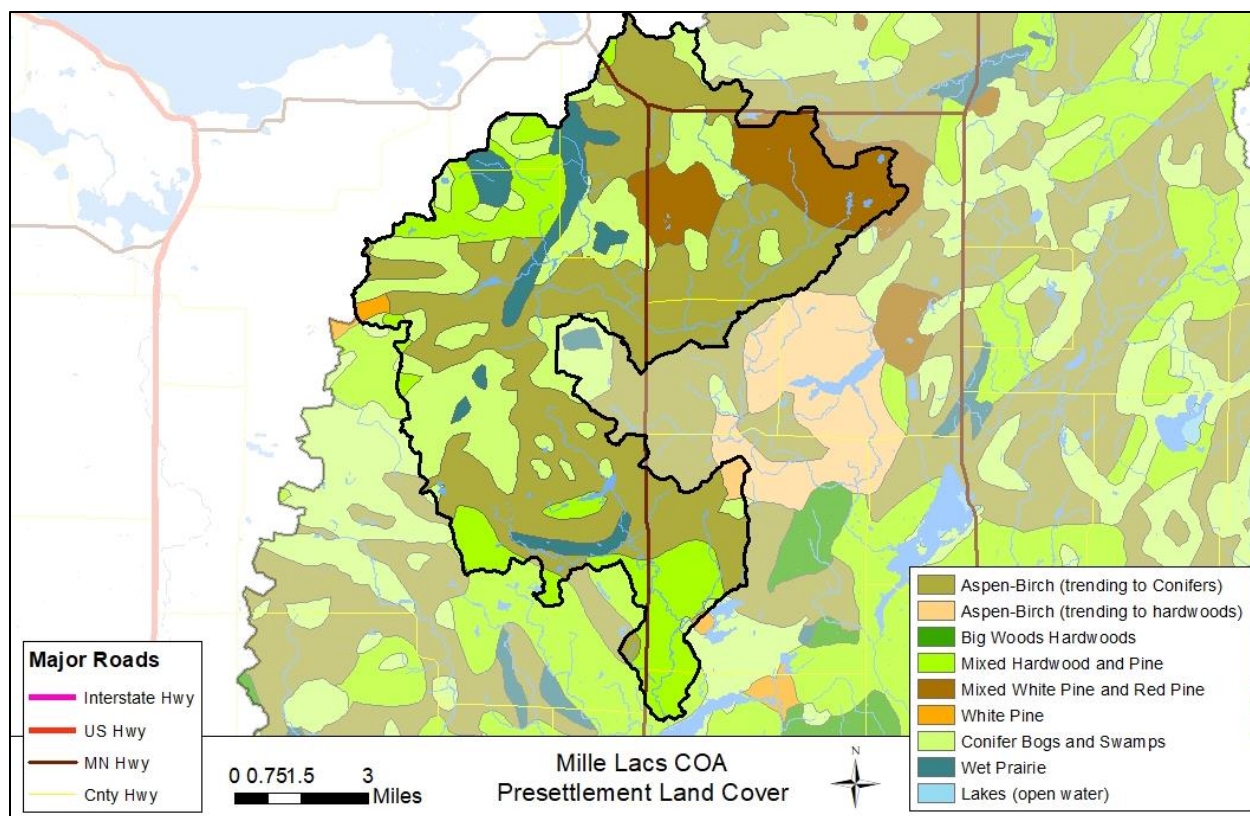 Major Roads
Interstate Hwy
US Hwy
MN Hwy
Cnty Hwy
0 0.751.5 3
Miles
Mille Lacs COA
Presettlement Land Cover
N
Aspen-Birch (trending to Conifers)
Aspen-Birch (trending to hardwoods)
Big Woods Hardwoods
Mixed Hardwood and Pine
Mixed White Pine and Red Pine
White Pine
Conifer Bogs and Swamps
Wet Prairie
Lakes (open water)